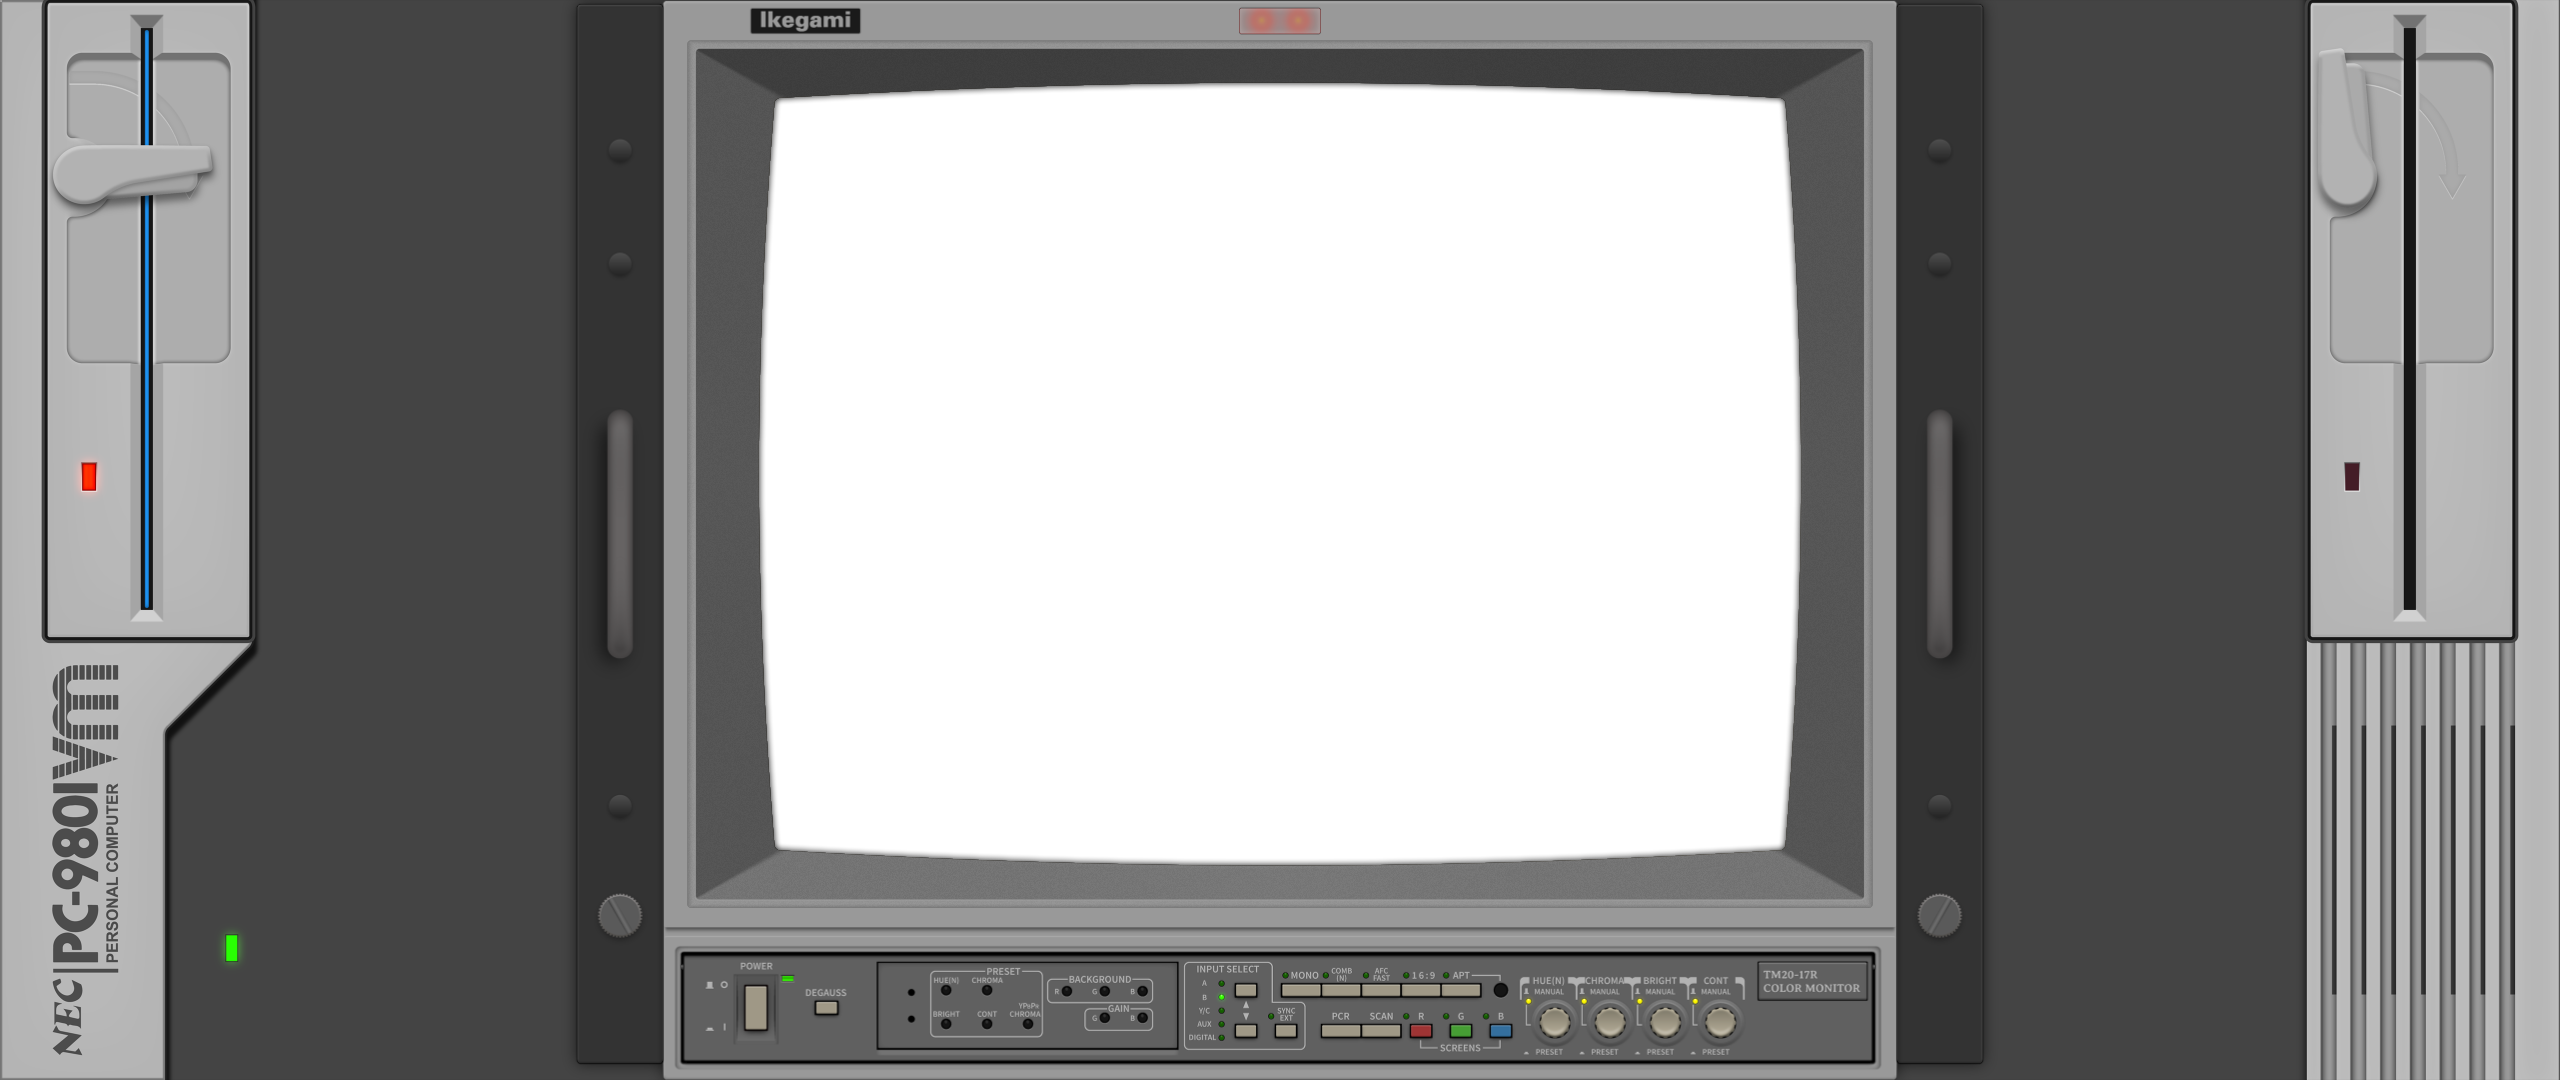 Ikegami
NEC
PC-9801VM
PERSONAL COMPUTER
POWER
DEGAUSS
PRESET
HUE(N)
CHROMA
BRIGHT
CONT
YPBPR
CHROMA
BACKGROUND
R
G
B
GAIN
G
B
INPUT SELECT
A
B
Y/C
AUX
DIGITAL
SYNC
EXT
MONO
COMB
(N)
AFC
FAST
16:9
APT
PCR
SCAN
R
G
B
SCREENS
HUE(N)
MANUAL
PRESET
CHROMA
MANUAL
PRESET
BRIGHT
MANUAL
PRESET
CONT
MANUAL
PRESET
TM20-17R
COLOR MONITOR